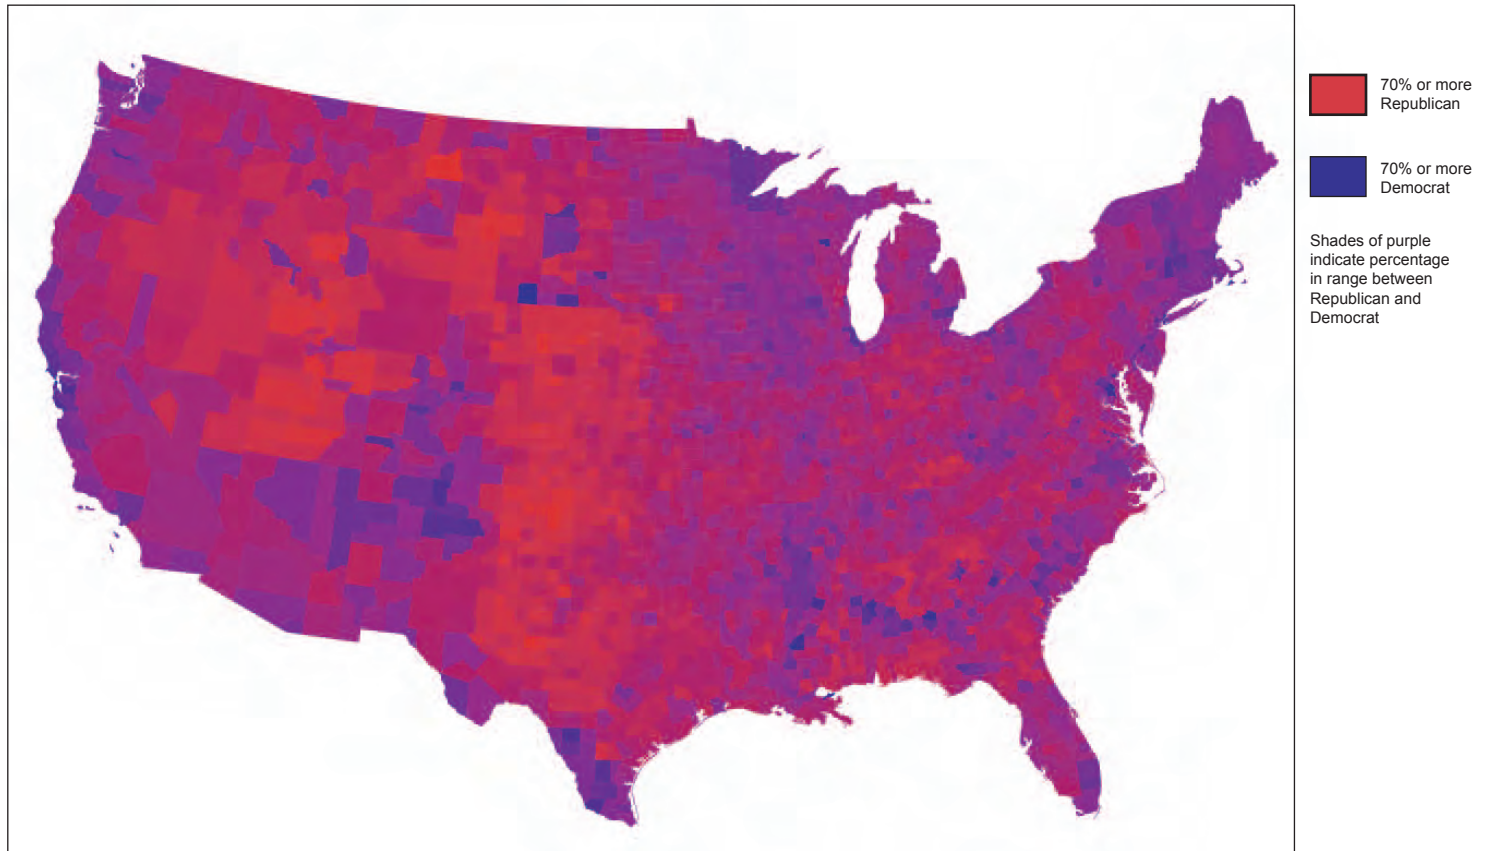 70% or more
Republican
70% or more
Democrat
Shades of purple
indicate percentage
in range between
Republican and
Democrat